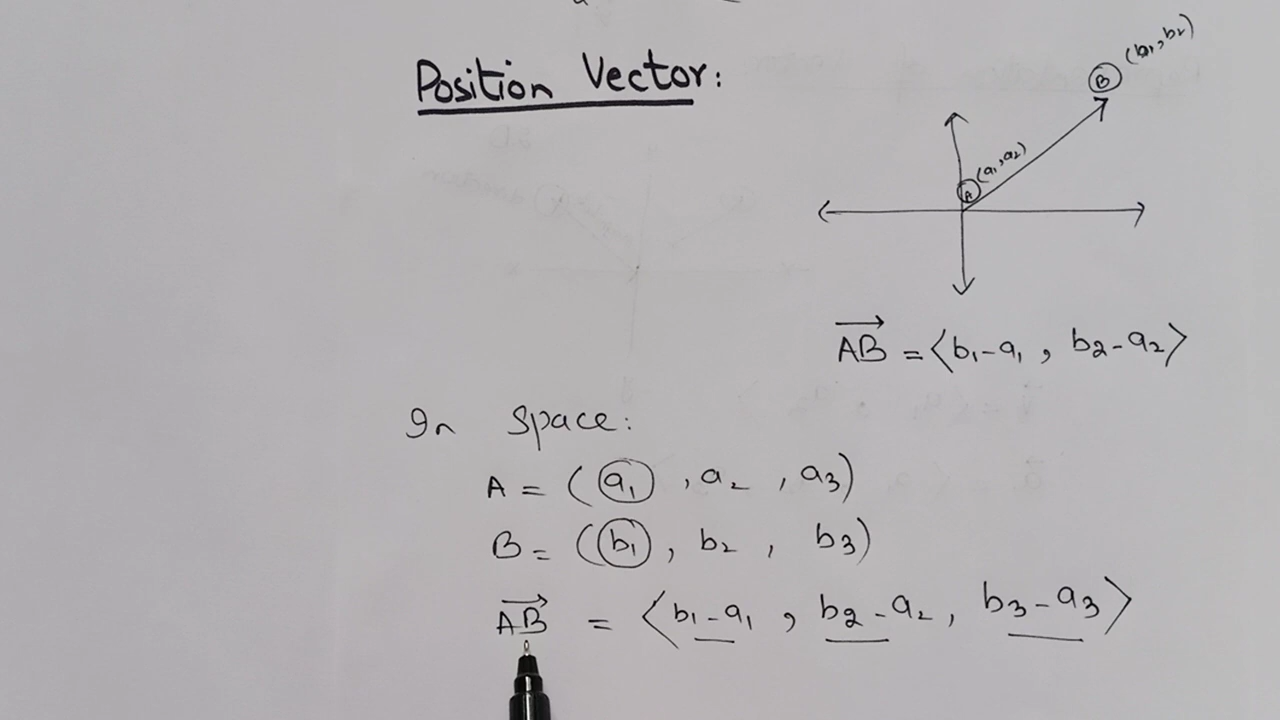 Position Vector:
B (b1, b2)
A (a1, a2)
AB = ⟨b1-a1, b2-a2⟩
In Space:
A = (a1, a2, a3)
B = (b1, b2, b3)
AB = ⟨b1-a1, b2-a2, b3-a3⟩